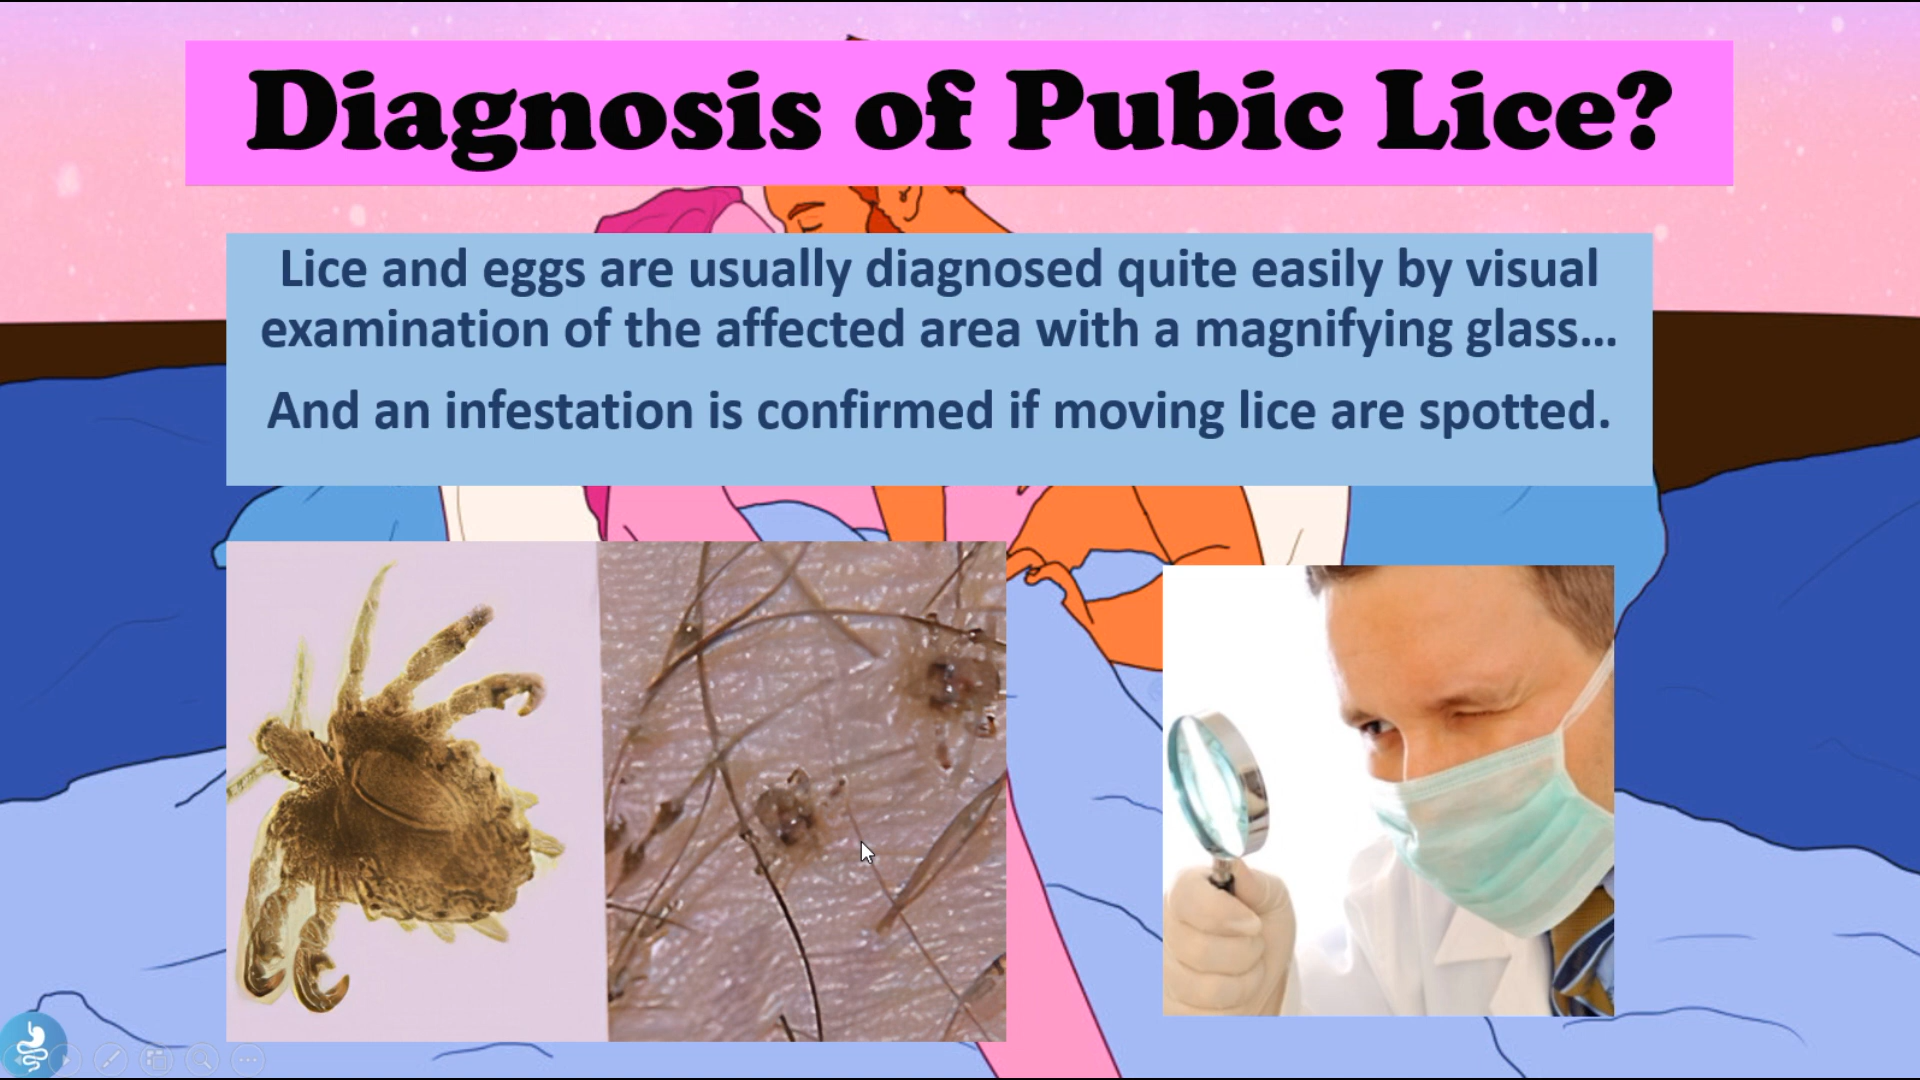 Diagnosis of Pubic Lice?
Lice and eggs are usually diagnosed quite easily by visual
examination of the affected area with a magnifying glass...
And an infestation is confirmed if moving lice are spotted.